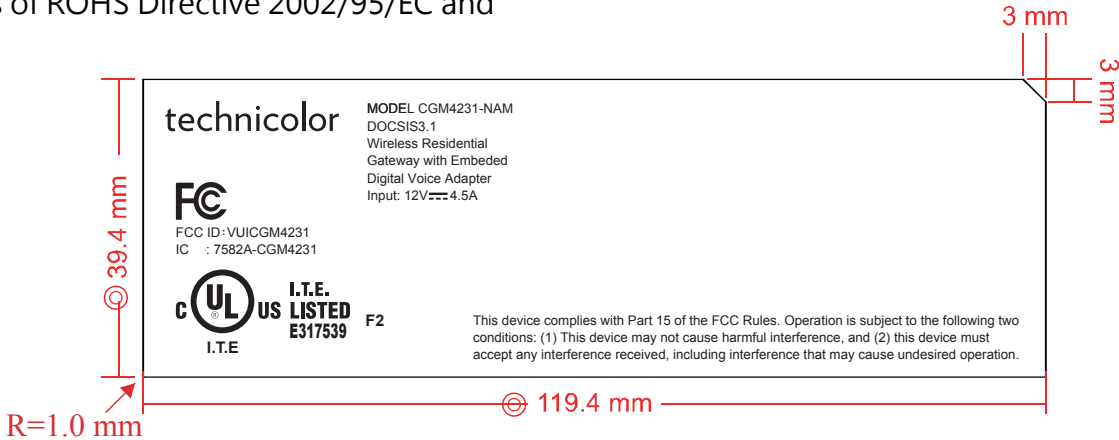 s of ROHS Directive 2002/95/EC and
3 mm
3 mm
technicolor
MODEL CGM4231-NAM
DOCSIS3.1
Wireless Residential
Gateway with Embeded
Digital Voice Adapter
Input: 12V⎓4.5A
FC
FCC ID:VUICGM4231
IC : 7582A-CGM4231
39.4 mm
C UL ® US
I.T.E.
LISTED
E317539
I.T.E
F2
This device complies with Part 15 of the FCC Rules. Operation is subject to the following two
conditions: (1) This device may not cause harmful interference, and (2) this device must
accept any interference received, including interference that may cause undesired operation.
119.4 mm
R=1.0 mm